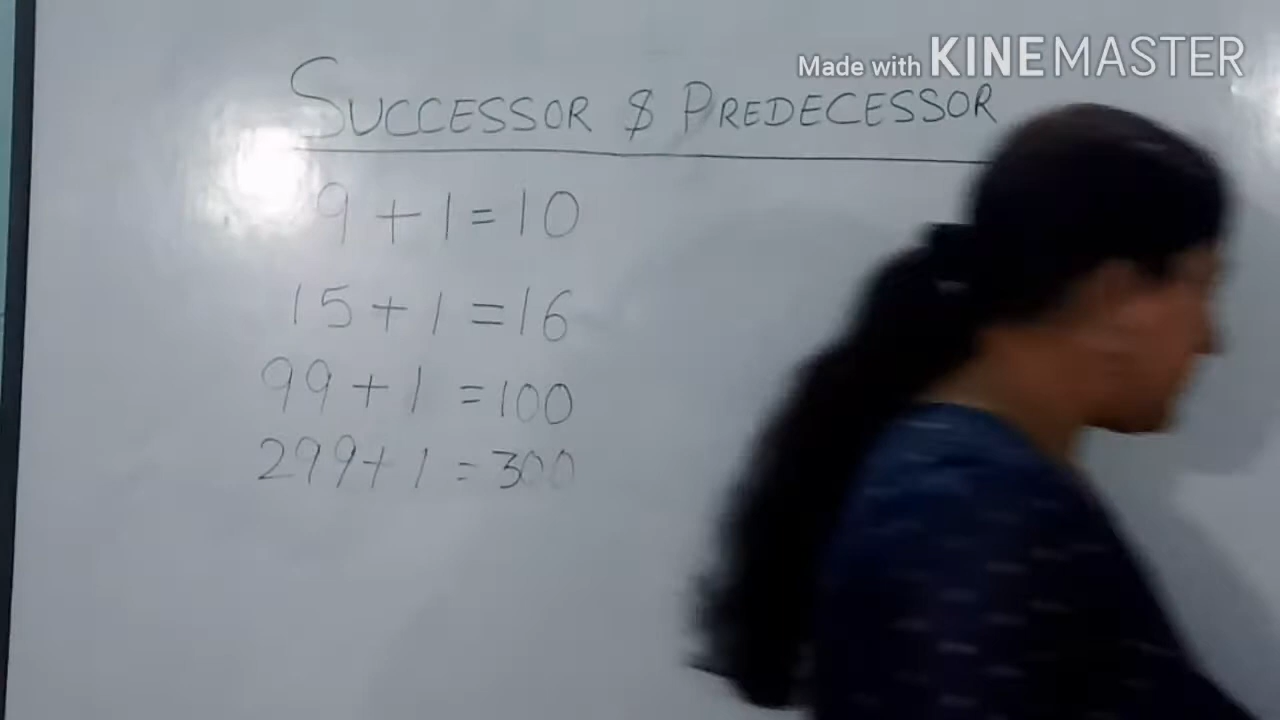 Made with KINEMASTER
SUCCESSOR & PREDECESSOR
9 + 1 = 10
15 + 1 = 16
99 + 1 = 100
299 + 1 = 300